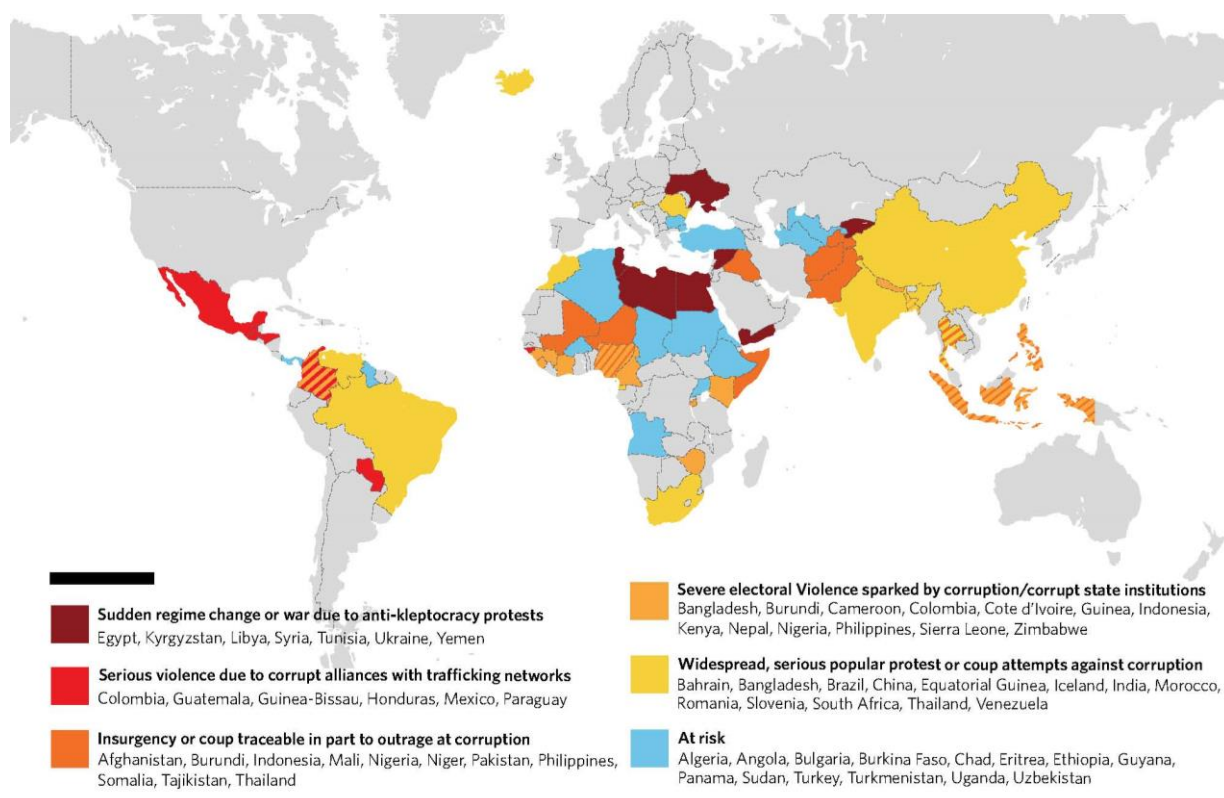 Sudden regime change or war due to anti-kleptocracy protests
Egypt, Kyrgyzstan, Libya, Syria, Tunisia, Ukraine, Yemen
Serious violence due to corrupt alliances with trafficking networks
Colombia, Guatemala, Guinea-Bissau, Honduras, Mexico, Paraguay
Insurgency or coup traceable in part to outrage at corruption
Afghanistan, Burundi, Indonesia, Mali, Nigeria, Niger, Pakistan, Philippines,
Somalia, Tajikistan, Thailand
Severe electoral Violence sparked by corruption/corrupt state institutions
Bangladesh, Burundi, Cameroon, Colombia, Cote d'Ivoire, Guinea, Indonesia,
Kenya, Nepal, Nigeria, Philippines, Sierra Leone, Zimbabwe
Widespread, serious popular protest or coup attempts against corruption
Bahrain, Bangladesh, Brazil, China, Equatorial Guinea, Iceland, India, Morocco,
Romania, Slovenia, South Africa, Thailand, Venezuela
At risk
Algeria, Angola, Bulgaria, Burkina Faso, Chad, Eritrea, Ethiopia, Guyana,
Panama, Sudan, Turkey, Turkmenistan, Uganda, Uzbekistan